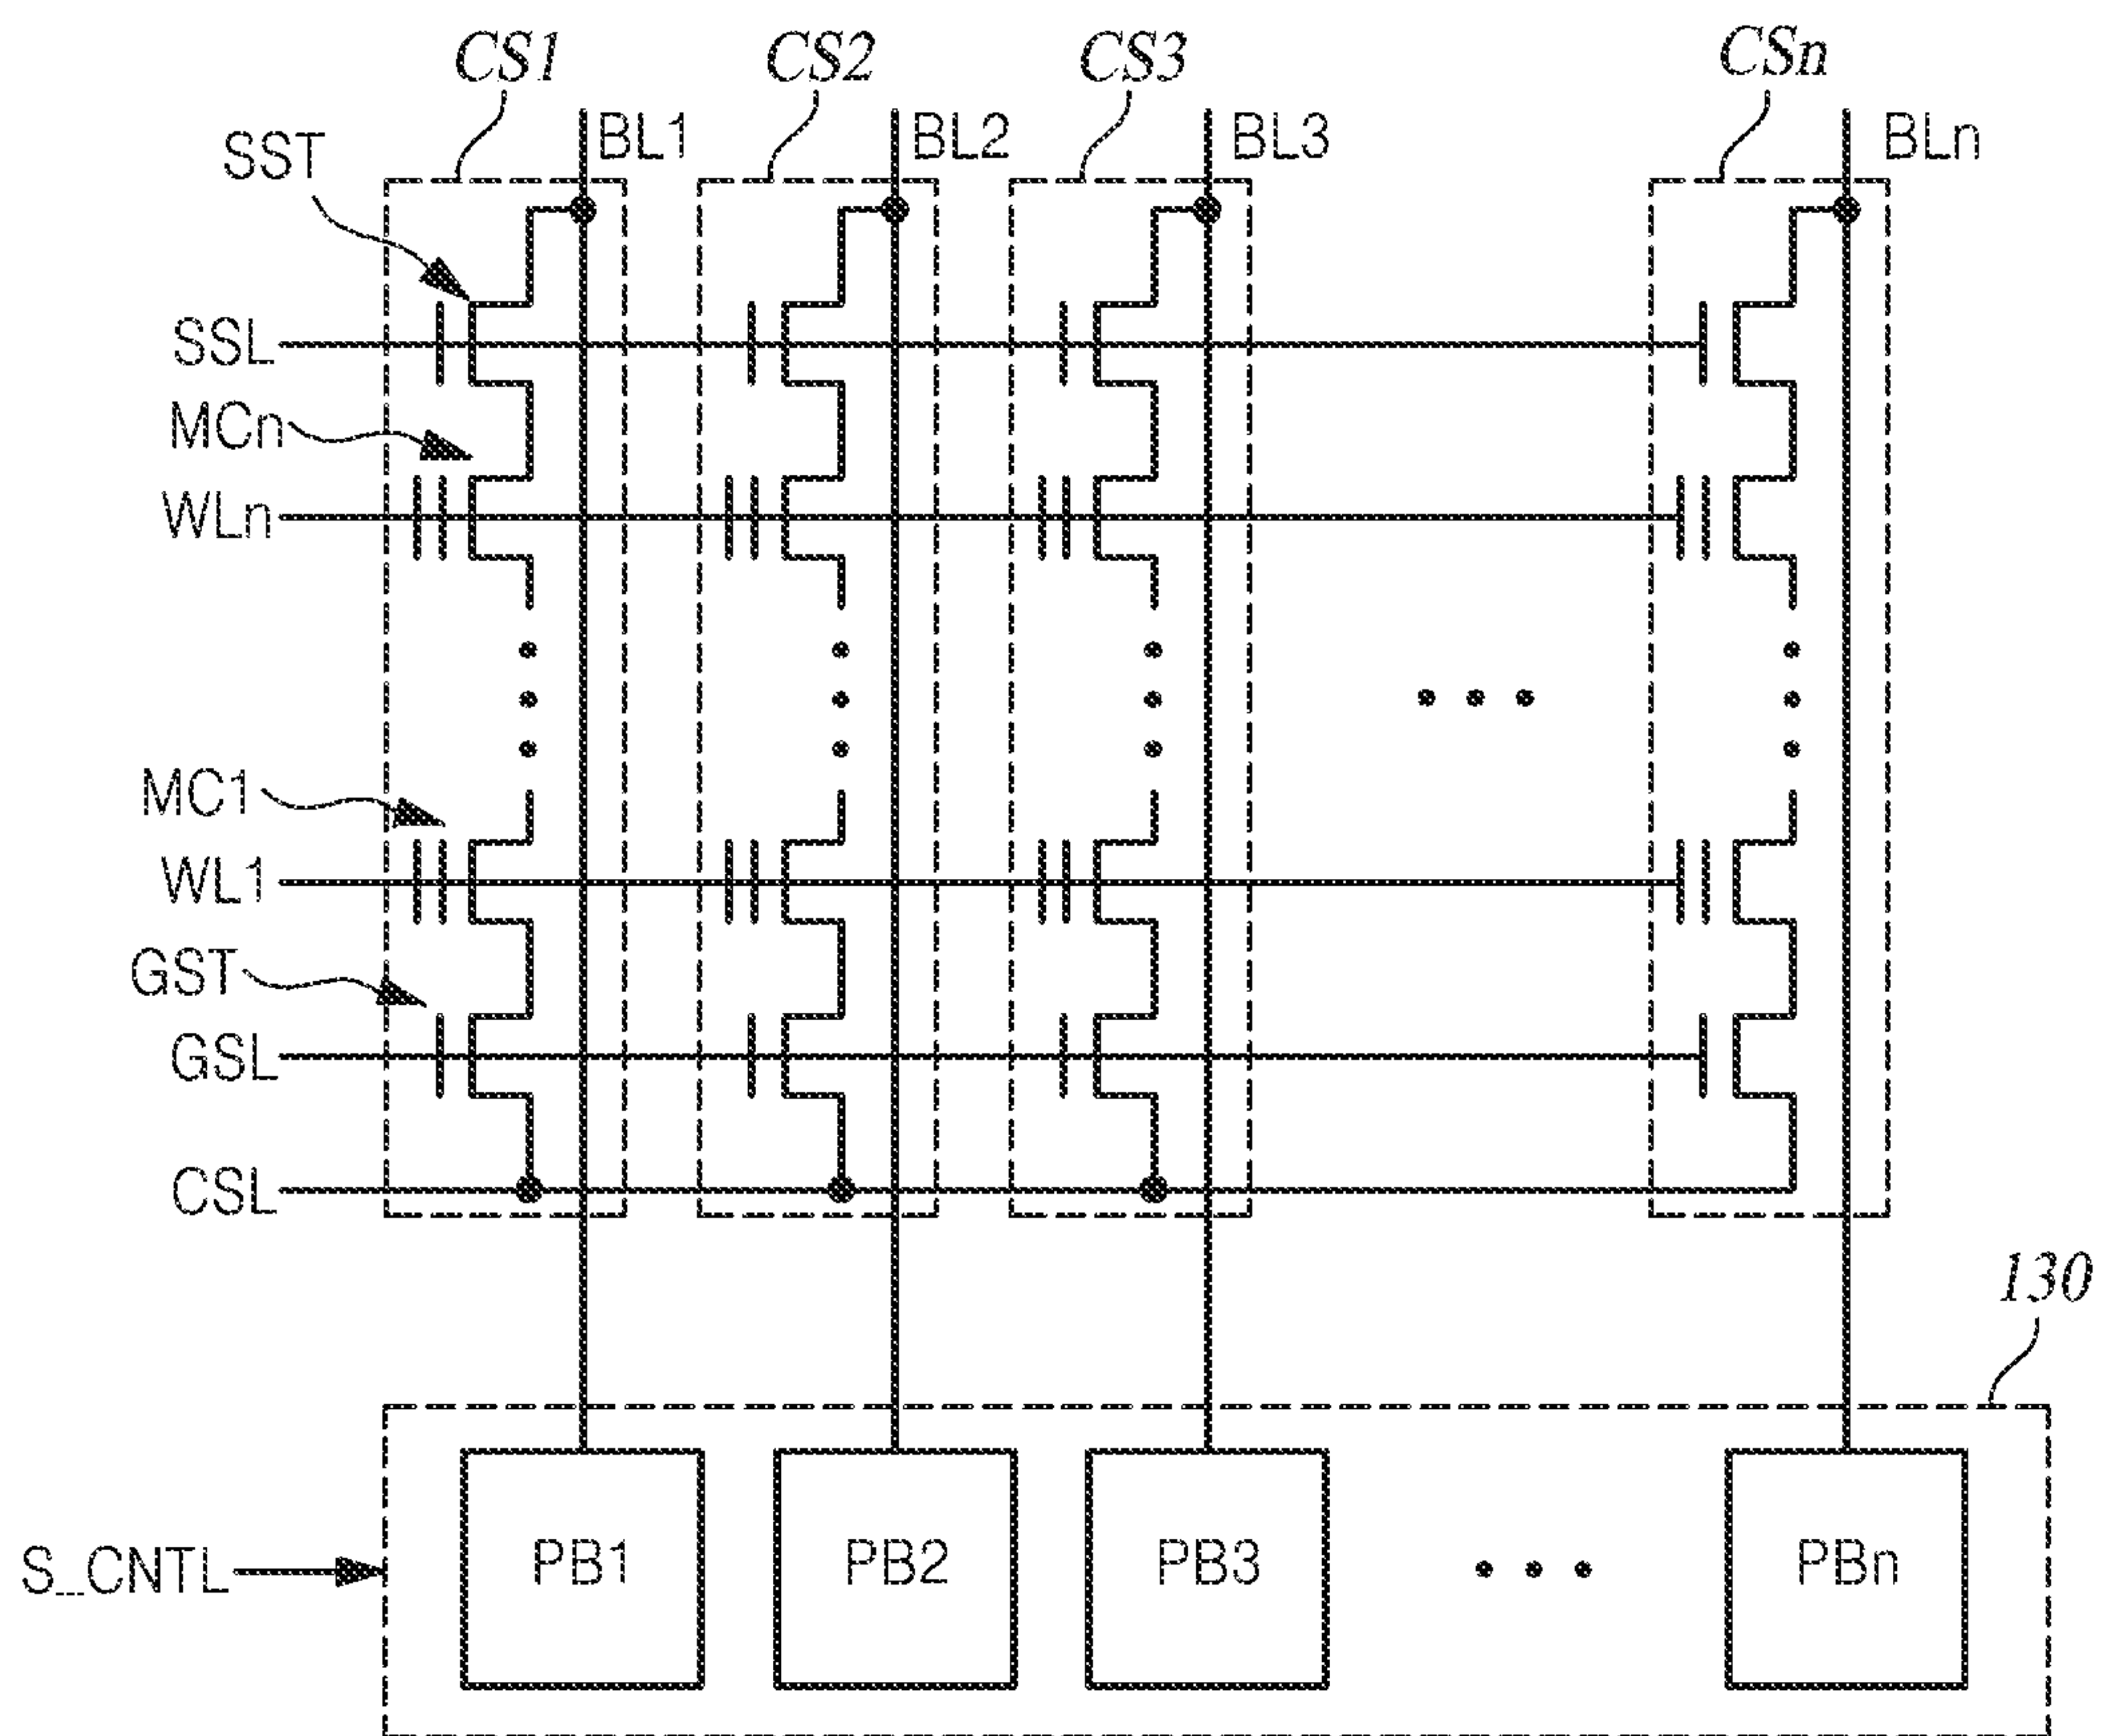 CS1 CS2 CS3 CSn
BL1 BL2 BL3 BLn
SST
SSL
MCn
WLn
MC1
WL1
GST
GSL
CSL
130
S_CNTL PB1 PB2 PB3 PBn